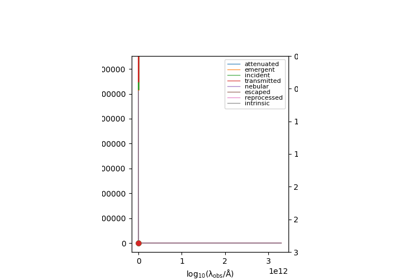 attenuated
emergent
incident
transmitted
nebular
escaped
reprocessed
intrinsic
00000
00000
00000
00000
00000
00000
00000
0
0
0
1
1
2
2
3
0 1 2 3
1e12
log₁₀(λobs/Å)